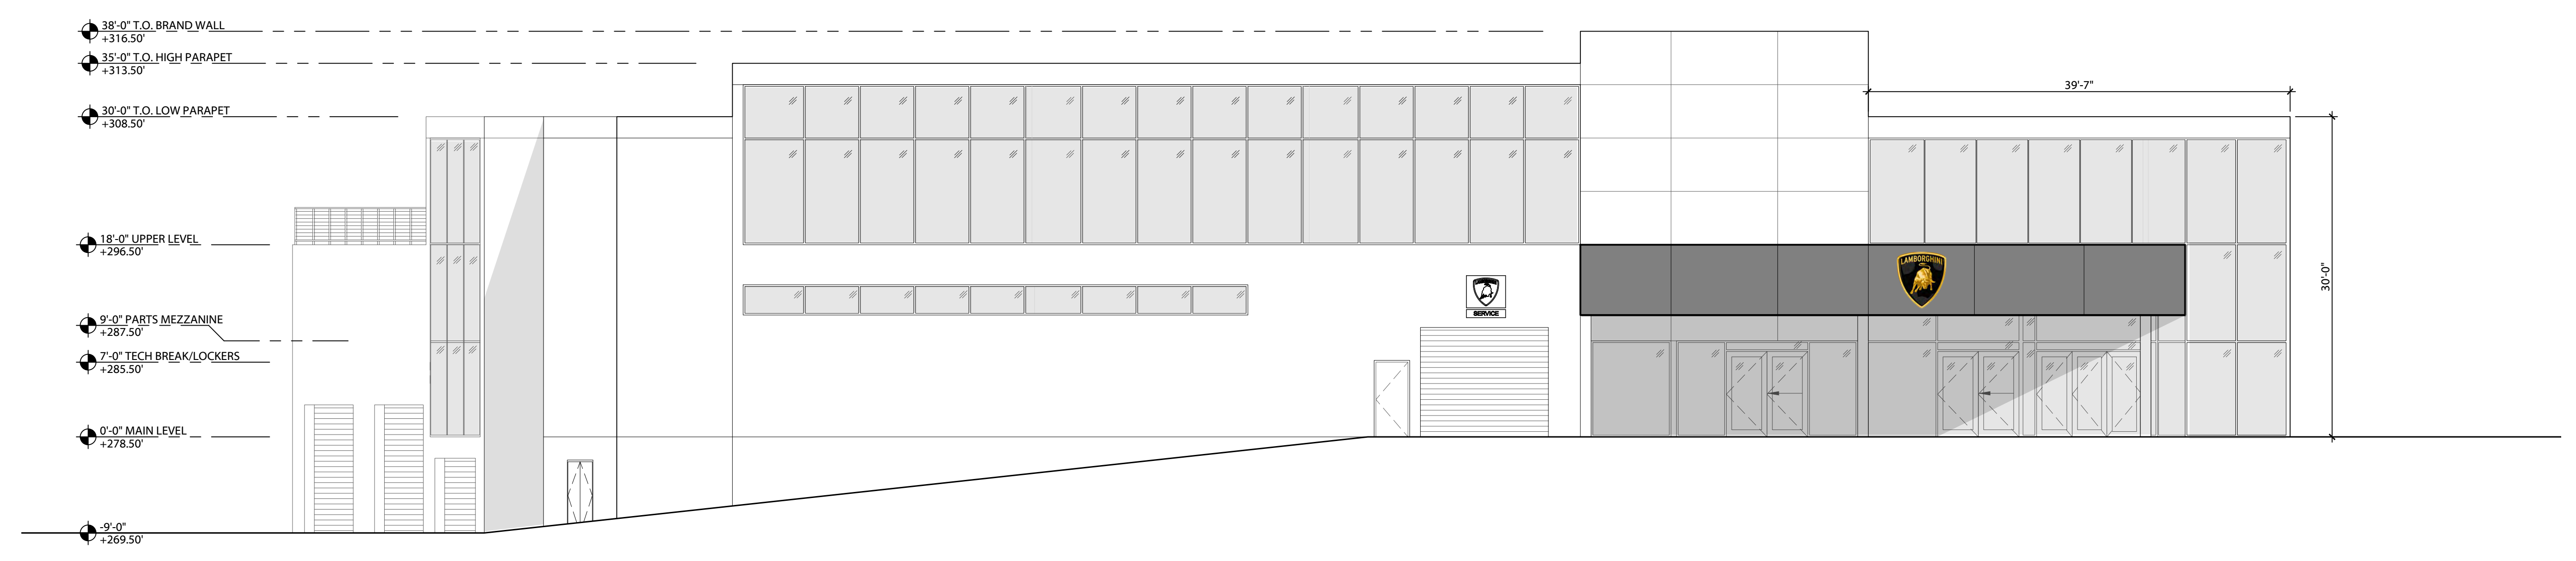 38'-0" T.O. BRAND WALL
+316.50'
35'-0" T.O. HIGH PARAPET
+313.50'
30'-0" T.O. LOW PARAPET
+308.50'
39'-7"
18'-0" UPPER LEVEL
+296.50'
LAMBORGHINI
30'-0"
SERVICE
9'-0" PARTS MEZZANINE
+287.50'
7'-0" TECH BREAK/LOCKERS
+285.50'
0'-0" MAIN LEVEL
+278.50'
-9'-0"
+269.50'